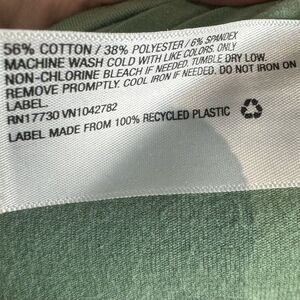 56% COTTON / 38% POLYESTER / 6% SPANDEX
MACHINE WASH COLD WITH LIKE COLORS. ONLY
NON-CHLORINE BLEACH IF NEEDED. TUMBLE DRY LOW.
REMOVE PROMPTLY. COOL IRON IF NEEDED. DO NOT IRON ON
LABEL.
RN17730 VN1042782
LABEL MADE FROM 100% RECYCLED PLASTIC